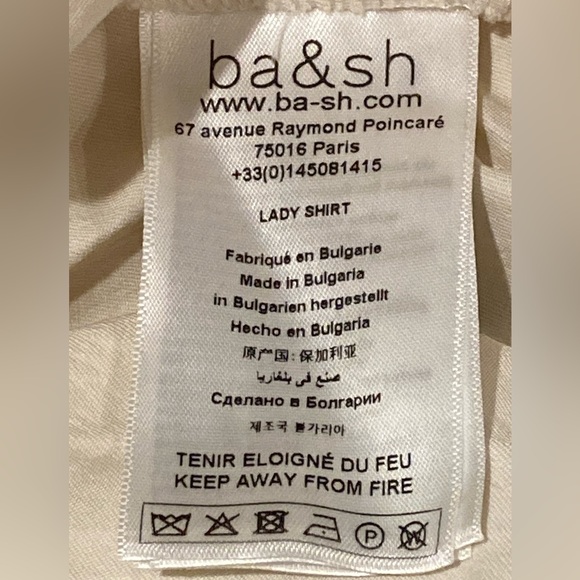 ba&sh
www.ba-sh.com
67 avenue Raymond Poincaré
75016 Paris
+33(0)145081415
LADY SHIRT
Fabriqué en Bulgarie
Made in Bulgaria
in Bulgarien hergestellt
Hecho en Bulgaria
原产国：保加利亚
صنع في بلغاريا
Сделано в Болгарии
제조국 불가리아
TENIR ELOIGNÉ DU FEU
KEEP AWAY FROM FIRE
P